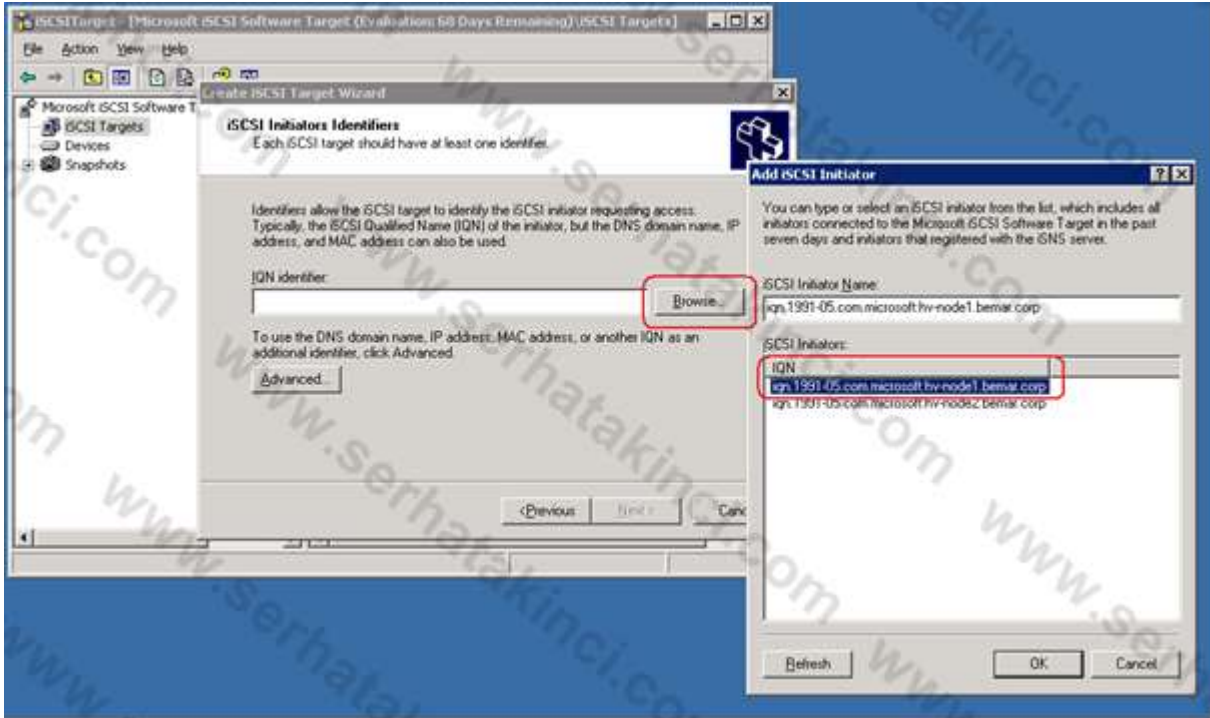 iSCSITarget - [Microsoft iSCSI Software Target (Evaluation: 68 Days Remaining)\iSCSI Targets]
File Action View Help
Microsoft iSCSI Software T
iSCSI Targets
Devices
Snapshots
Create iSCSI Target Wizard
iSCSI Initiators Identifiers
Each iSCSI target should have at least one identifier.
Identifiers allow the iSCSI target to identify the iSCSI initiator requesting access.
Typically, the iSCSI Qualified Name (IQN) of the initiator, but the DNS domain name, IP
address, and MAC address can also be used.
IQN identifier:
Browse...
To use the DNS domain name, IP address, MAC address, or another IQN as an
additional identifier, click Advanced.
Advanced...
<Previous Next > Canc
Add iSCSI Initiator
You can type or select an iSCSI initiator from the list, which includes all
initiators connected to the Microsoft iSCSI Software Target in the past
seven days and initiators that registered with the iSNS server.
iSCSI Initiator Name:
iqn.1991-05.com.microsoft:hv-node1.bemar.corp
iSCSI Initiators:
IQN
iqn.1991-05.com.microsoft:hv-node1.bemar.corp
iqn.1991-05.com.microsoft:hv-node2.bemar.corp
Refresh OK Cancel
www.serhatakinci.com